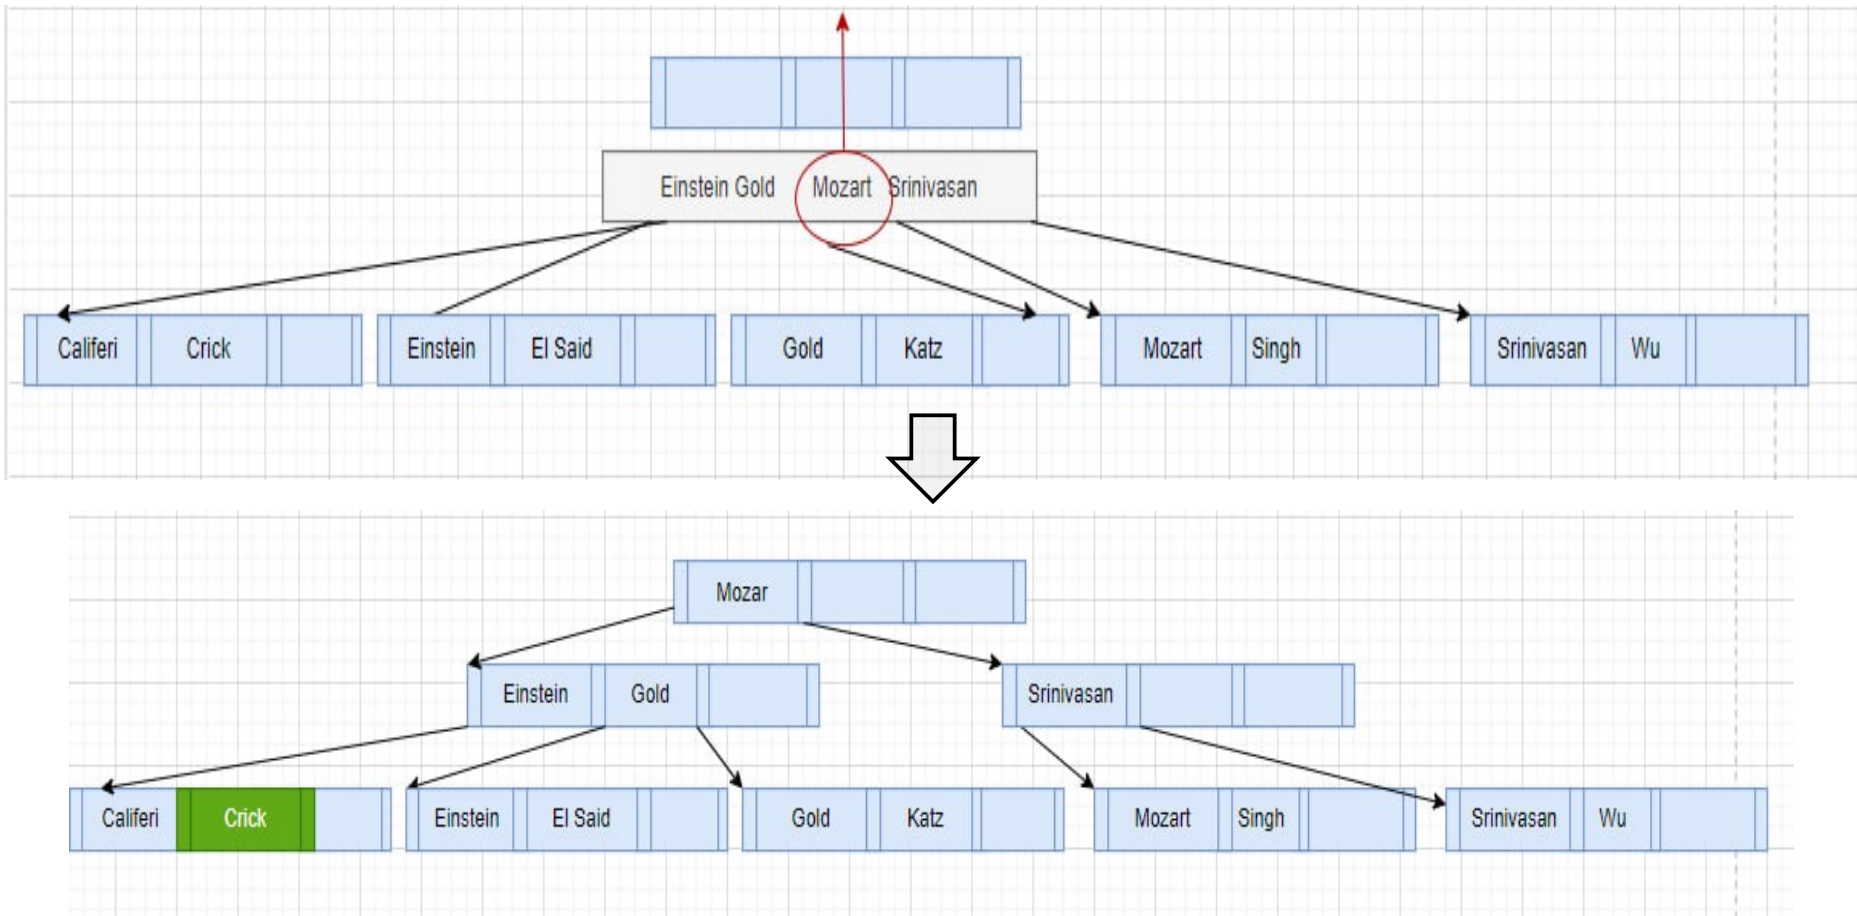 Einstein Gold Mozart Srinivasan
Califeri Crick Einstein El Said Gold Katz Mozart Singh Srinivasan Wu
Mozar
Einstein Gold Srinivasan
Califeri Crick Einstein El Said Gold Katz Mozart Singh Srinivasan Wu